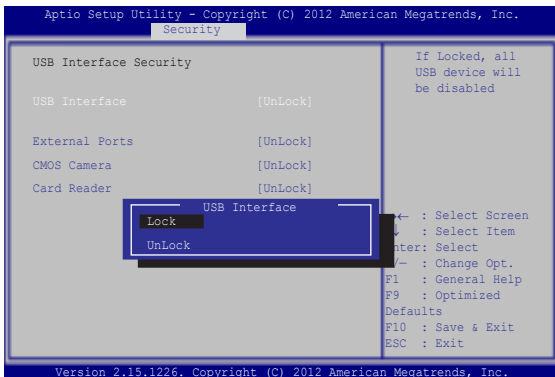 Aptio Setup Utility - Copyright (C) 2012 American Megatrends, Inc.
Security
USB Interface Security
USB Interface [UnLock]
External Ports [UnLock]
CMOS Camera [UnLock]
Card Reader [UnLock]
USB Interface
Lock
UnLock
If Locked, all
USB device will
be disabled
← : Select Screen
↓ : Select Item
nter: Select
/— : Change Opt.
F1 : General Help
F9 : Optimized
Defaults
F10 : Save & Exit
ESC : Exit
Version 2.15.1226. Copyright (C) 2012 American Megatrends, Inc.